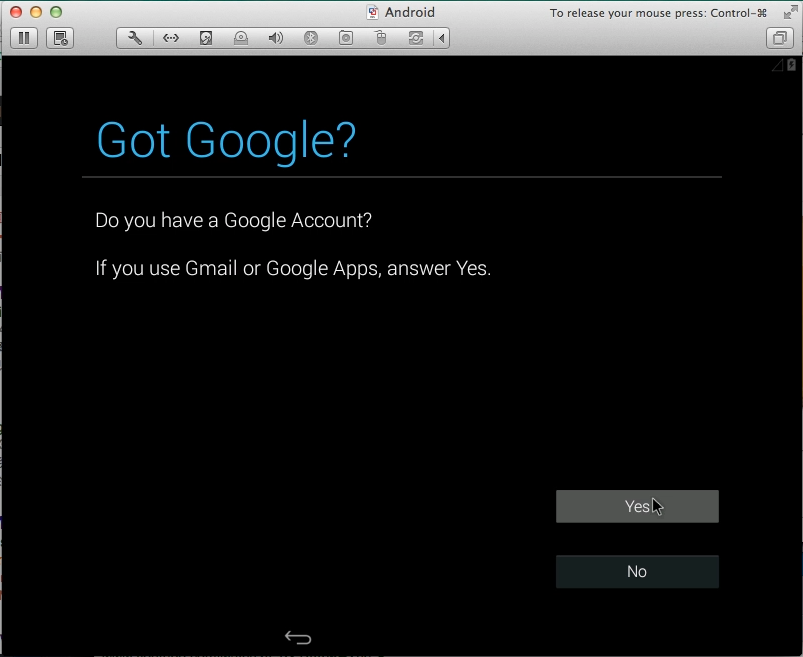 Android
To release your mouse press: Control-⌘
Got Google?
Do you have a Google Account?
If you use Gmail or Google Apps, answer Yes.
Yes
No